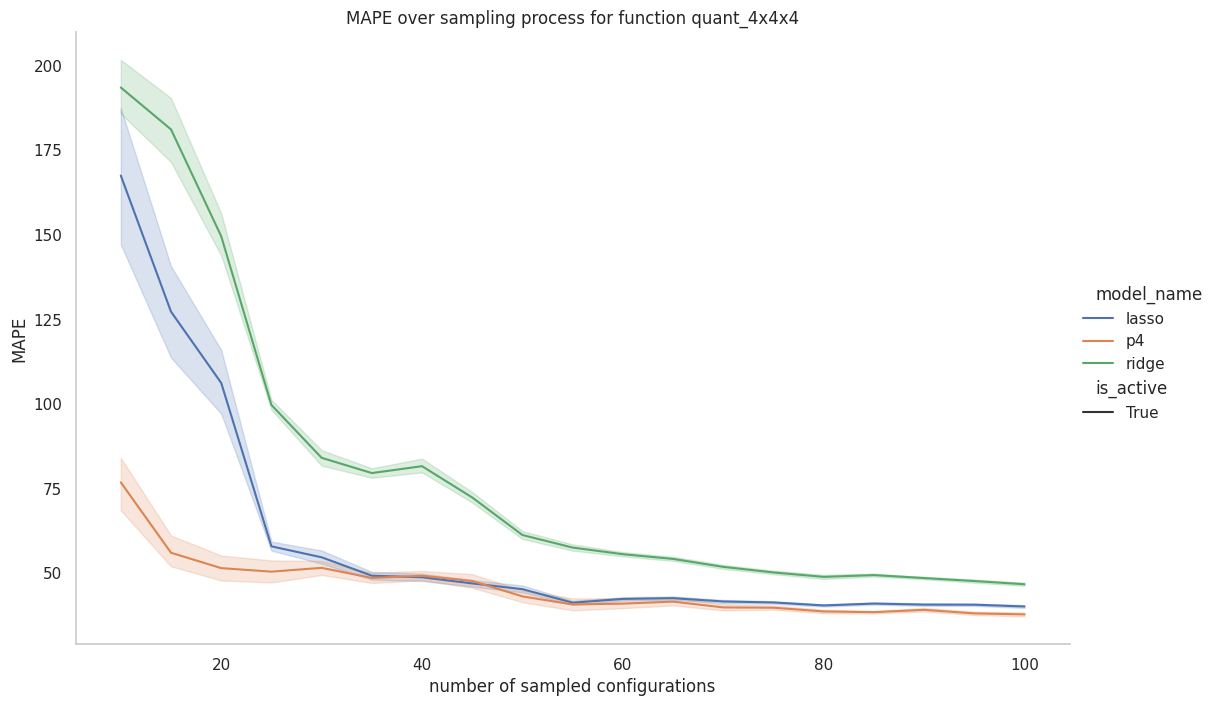 MAPE over sampling process for function quant_4x4x4
200
175
150
125
100
75
50
MAPE
20
40
60
80
100
number of sampled configurations
model_name
lasso
p4
ridge
is_active
True